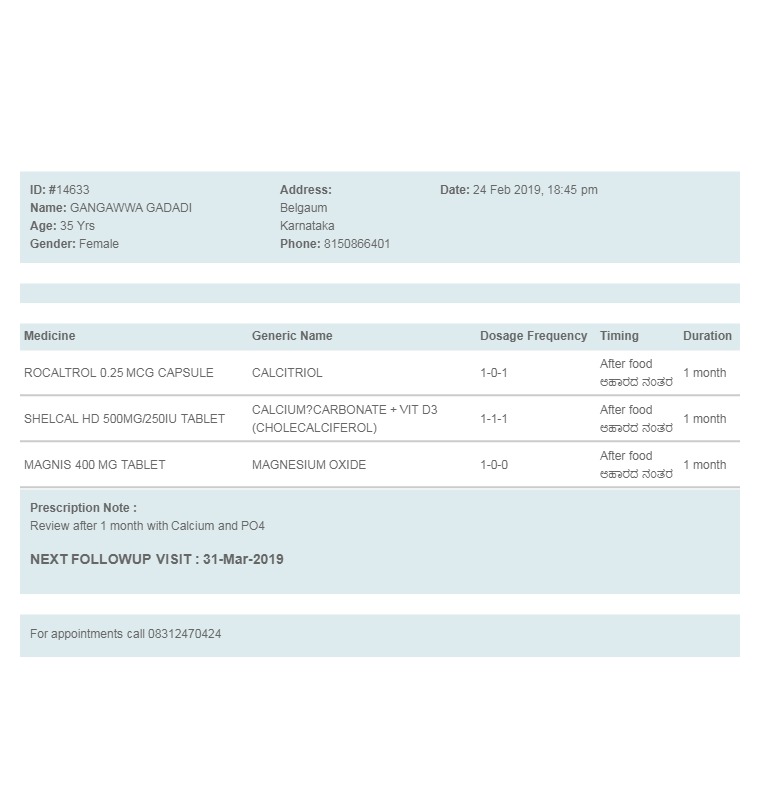 ID: #14633
Name: GANGAWWA GADADI
Age: 35 Yrs
Gender: Female
Address:
Belgaum
Karnataka
Phone: 8150866401
Date: 24 Feb 2019, 18:45 pm
Medicine Generic Name Dosage Frequency Timing Duration
ROCALTROL 0.25 MCG CAPSULE CALCITRIOL 1-0-1 After food 1 month
ಆಹಾರದ ನಂತರ
SHELCAL HD 500MG/250IU TABLET CALCIUM?CARBONATE + VIT D3 1-1-1 After food 1 month
(CHOLECALCIFEROL) ಆಹಾರದ ನಂತರ
MAGNIS 400 MG TABLET MAGNESIUM OXIDE 1-0-0 After food 1 month
ಆಹಾರದ ನಂತರ
Prescription Note :
Review after 1 month with Calcium and PO4
NEXT FOLLOWUP VISIT : 31-Mar-2019
For appointments call 08312470424